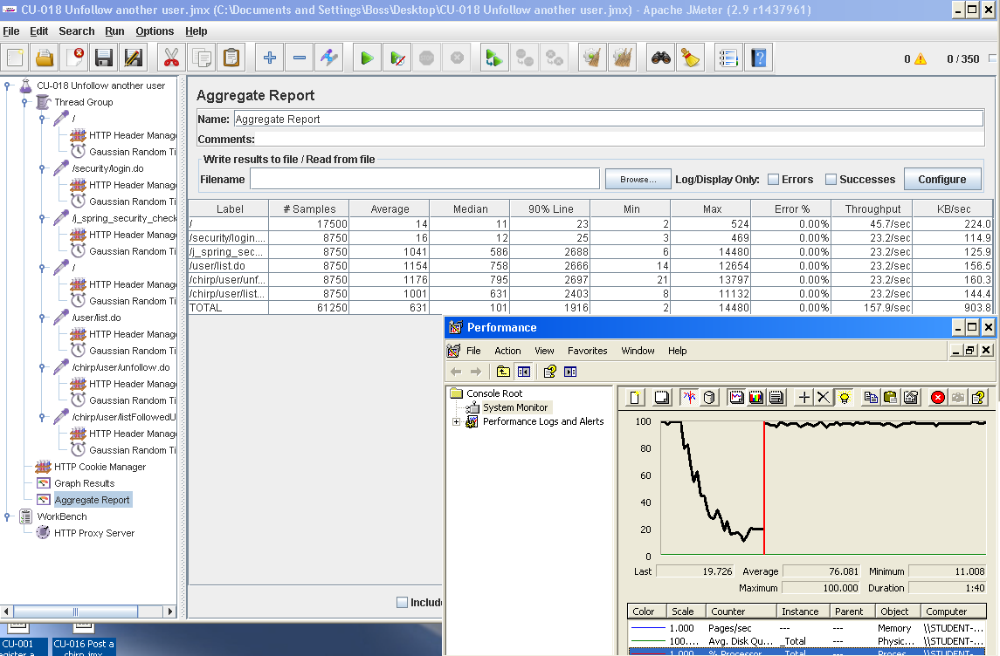 CU-018 Unfollow another user.jmx (C:\Documents and Settings\Boss\Desktop\CU-018 Unfollow another user.jmx) - Apache JMeter (2.9 r1437961)
File Edit Search Run Options Help
0 0 / 350
CU-018 Unfollow another user
Thread Group
/
HTTP Header Manag
Gaussian Random Ti
/security/login.do
HTTP Header Manag
Gaussian Random Ti
/j_spring_security_check
HTTP Header Manag
Gaussian Random Ti
/
HTTP Header Manag
Gaussian Random Ti
/user/list.do
HTTP Header Manag
Gaussian Random Ti
/chirp/user/unfollow.do
HTTP Header Manag
Gaussian Random Ti
/chirp/user/listFollowedU
HTTP Header Manag
Gaussian Random Ti
HTTP Cookie Manager
Graph Results
Aggregate Report
WorkBench
HTTP Proxy Server
Aggregate Report
Name: Aggregate Report
Comments:
Write results to file / Read from file
Filename Browse... Log/Display Only: Errors Successes Configure
Label # Samples Average Median 90% Line Min Max Error % Throughput KB/sec
/ 17500 14 11 23 2 524 0.00% 45.7/sec 224.0
/security/login.... 8750 16 12 25 3 469 0.00% 23.2/sec 114.9
/j_spring_sec... 8750 1041 586 2688 6 14480 0.00% 23.2/sec 125.9
/user/list.do 8750 1154 758 2666 14 12654 0.00% 23.2/sec 156.5
/chirp/user/unf... 8750 1176 795 2697 21 13797 0.00% 23.2/sec 160.3
/chirp/user/list... 8750 1001 631 2403 8 11132 0.00% 23.2/sec 144.4
TOTAL 61250 631 101 1916 2 14480 0.00% 157.9/sec 903.8
Includ
Performance
File Action View Favorites Window Help
Console Root
System Monitor
Performance Logs and Alerts
100
80
60
40
20
0
Last 19.726 Average 76.081 Minimum 11.008
Maximum 100.000 Duration 1:40
Color Scale Counter Instance Parent Object Computer
1.000 Pages/sec --- --- Memory \\STUDENT-...
100.... Avg. Disk Qu... _Total --- Physic... \\STUDENT-...
1.000 % Processor Total --- Proces \\STUDENT-
CU-001
CU-016 Post a
chirp.jmx